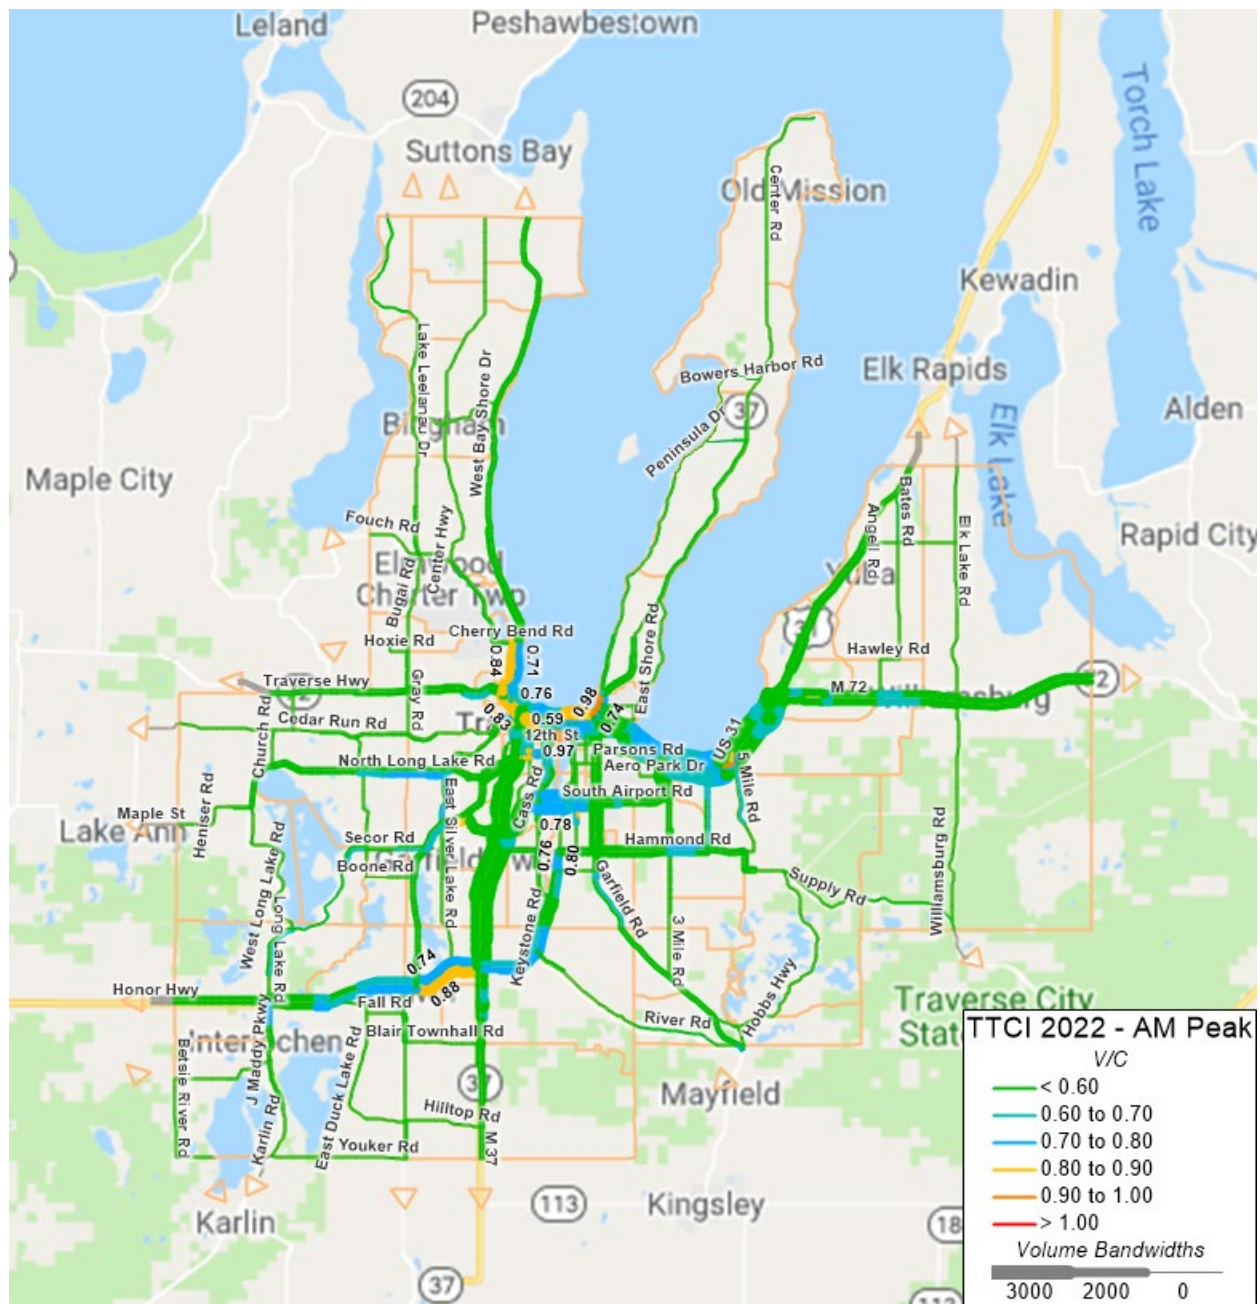 Leland
Peshawbestown
204
Suttons Bay
Torch Lake
Old Mission
Center Rd
Kewadin
Lake Leelanau Dr
West Bay Shore Dr
Bowers Harbor Rd
Elk Rapids
37
Alden
Elk Lake
Peninsula Dr
Maple City
Bates Rd
Angell Rd
Elk Lake Rd
Fouch Rd
Center Hwy
Rapid City
Elmwood
Charter Twp
Bugai Rd
Yuba
Hoxie Rd
Cherry Bend Rd
East Shore Rd
Hawley Rd
0.84
0.71
Traverse Hwy
Gray Rd
0.76
0.98
M 72
Church Rd
Cedar Run Rd
0.83
0.59
0.74
12th St
US 31
North Long Lake Rd
0.97
Parsons Rd
Aero Park Dr
5 Mile Rd
Cass Rd
South Airport Rd
Maple St
Heniser Rd
East Silver Lake Rd
Lake Ann
Secor Rd
0.78
Hammond Rd
Boone Rd
0.76
0.80
Williamsburg Rd
West Long Lake Rd
Long Lake Rd
Garfield Rd
Supply Rd
Keystone Rd
3 Mile Rd
0.74
Honor Hwy
0.88
Fall Rd
Hobbs Hwy
Traverse City
River Rd
Blair Townhall Rd
J Maddy Pkwy
Betsie River Rd
East Duck Lake Rd
37
Mayfield
Karlin Rd
Hilltop Rd
Youker Rd
M 37
Karlin
113
Kingsley
18
37
113
TTCI 2022 - AM Peak
V/C
< 0.60
0.60 to 0.70
0.70 to 0.80
0.80 to 0.90
0.90 to 1.00
> 1.00
Volume Bandwidths
3000 2000 0